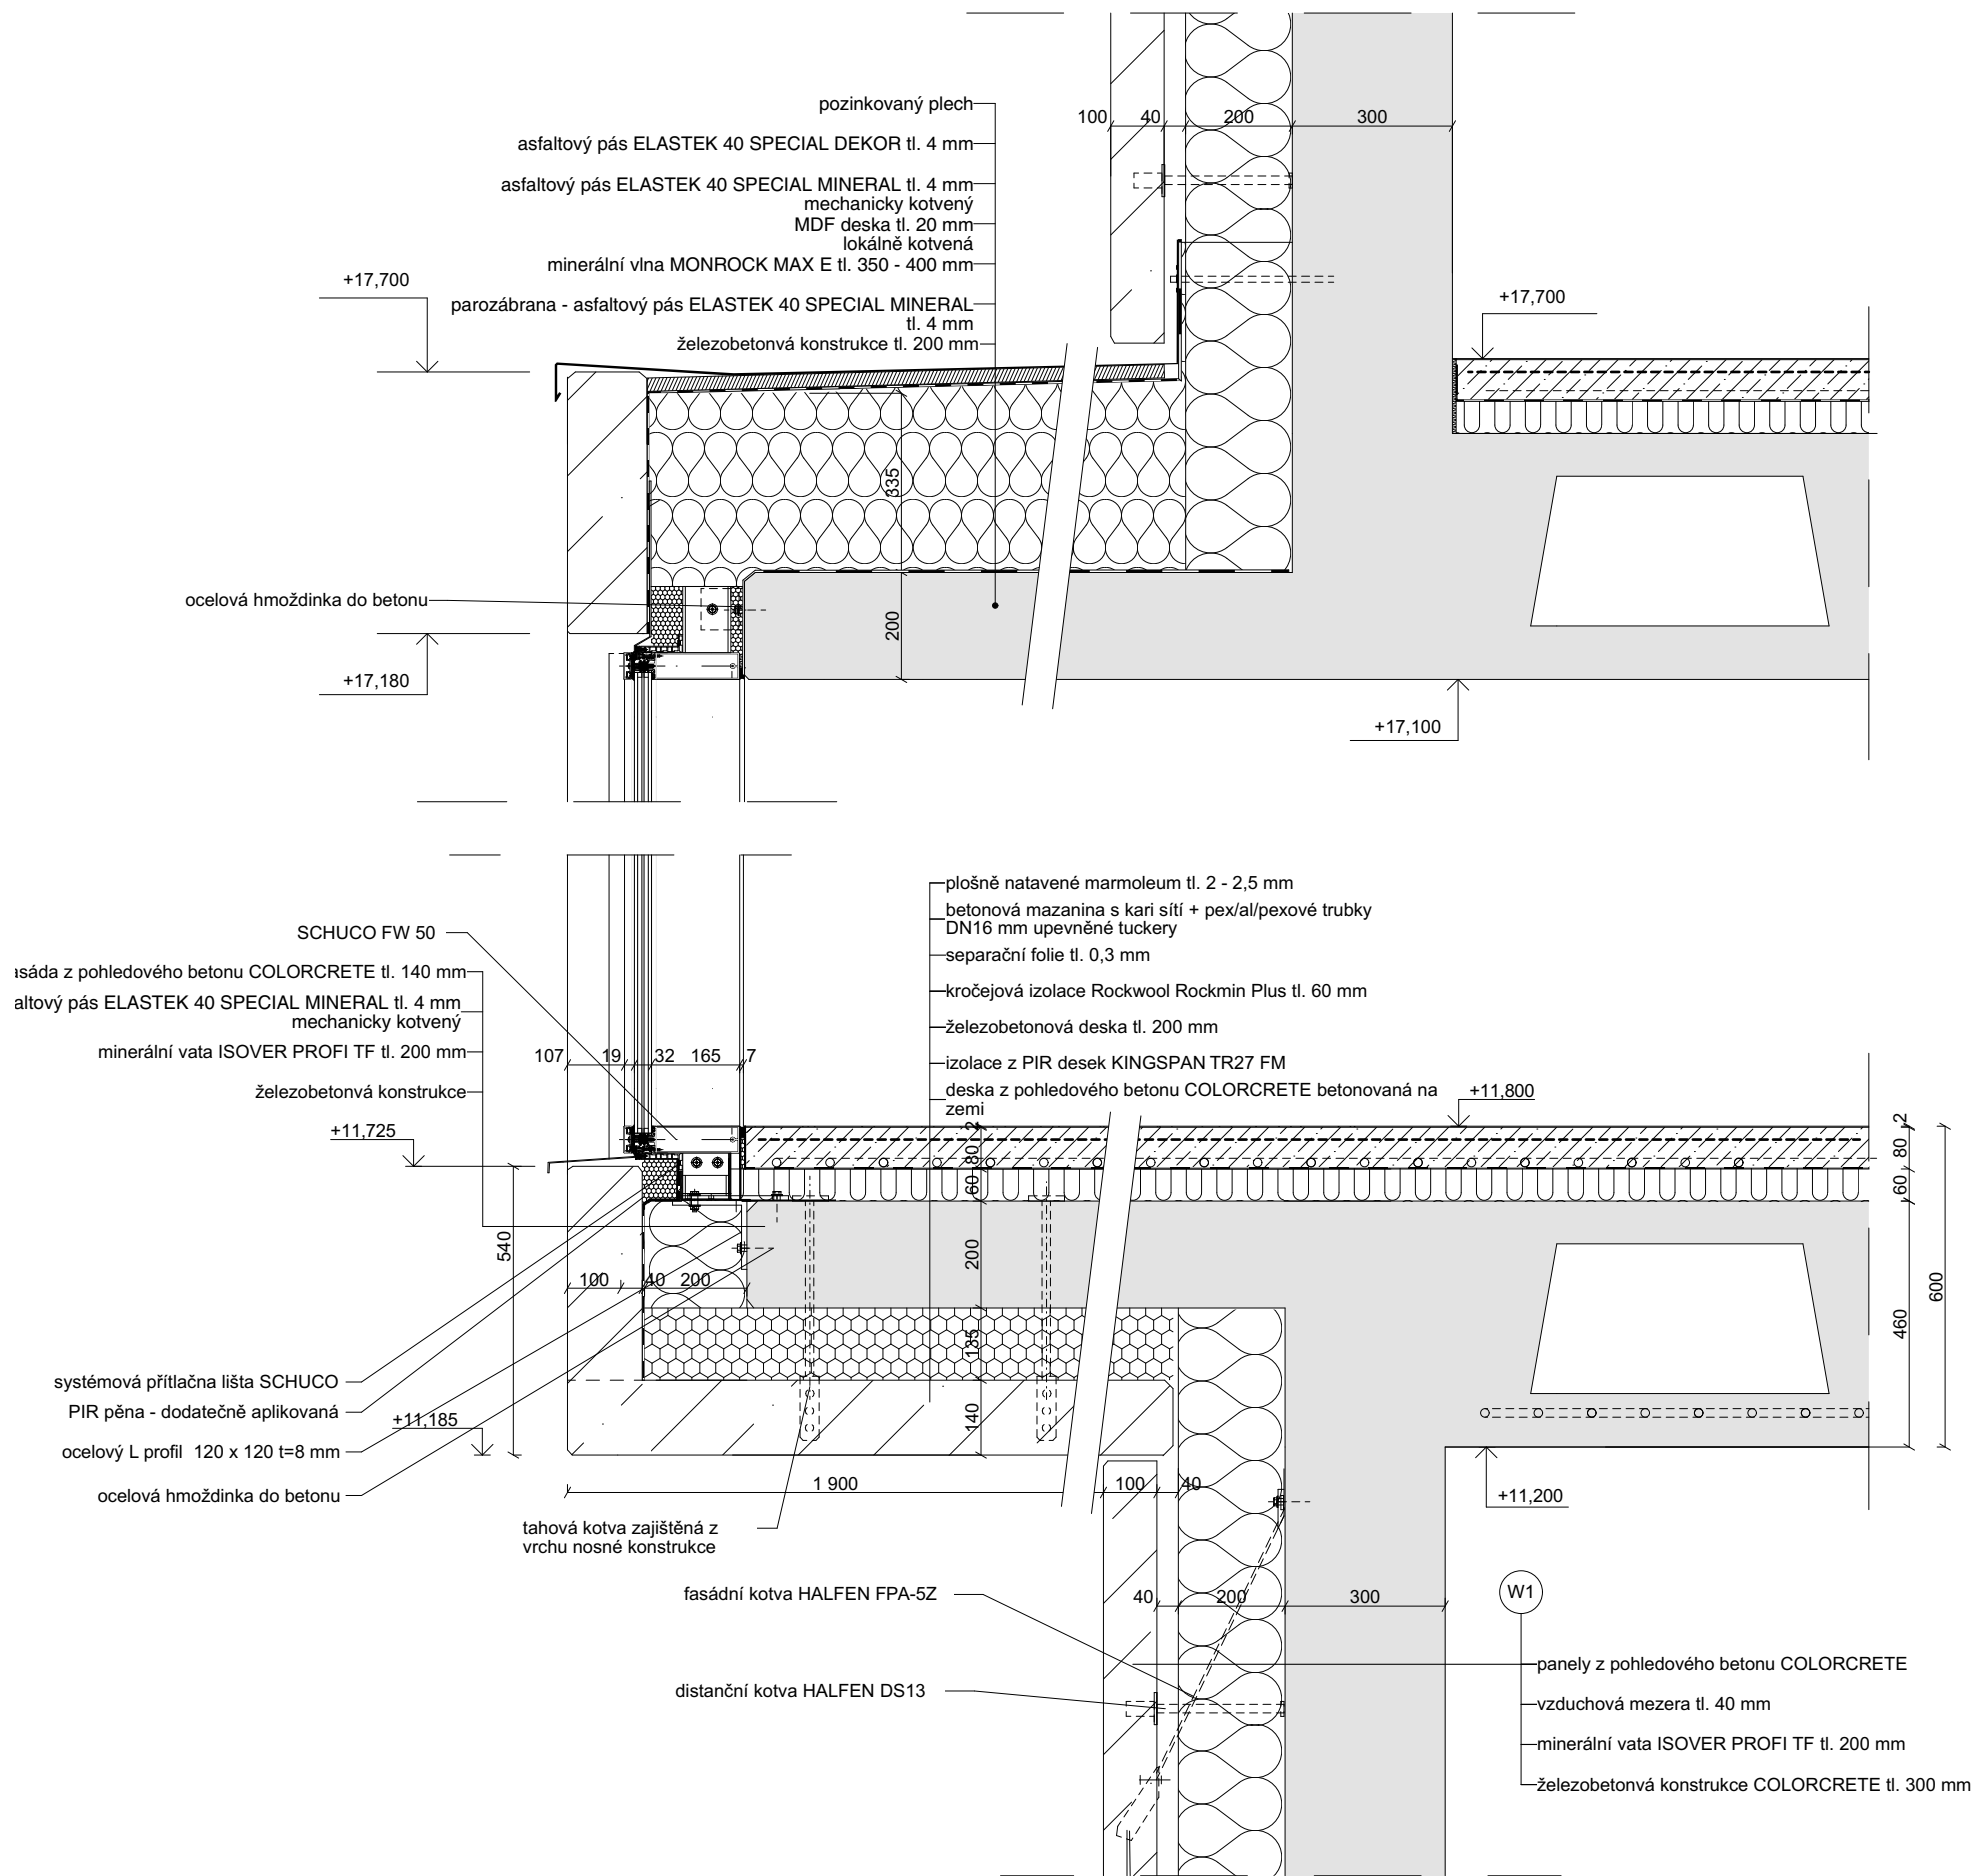 pozinkovaný plech
asfaltový pás ELASTEK 40 SPECIAL DEKOR tl. 4 mm
asfaltový pás ELASTEK 40 SPECIAL MINERAL tl. 4 mm
mechanicky kotvený
MDF deska tl. 20 mm
lokálně kotvená
minerální vlna MONROCK MAX E tl. 350 - 400 mm
parozábrana - asfaltový pás ELASTEK 40 SPECIAL MINERAL
tl. 4 mm
železobetonvá konstrukce tl. 200 mm
100 40 200 300
+17,700
+17,700
335
200
ocelová hmoždinka do betonu
+17,180
+17,100
plošně natavené marmoleum tl. 2 - 2,5 mm
betonová mazanina s kari sítí + pex/al/pexové trubky
DN16 mm upevněné tuckery
separační folie tl. 0,3 mm
kročejová izolace Rockwool Rockmin Plus tl. 60 mm
železobetonová deska tl. 200 mm
izolace z PIR desek KINGSPAN TR27 FM
deska z pohledového betonu COLORCRETE betonovaná na
zemi
SCHUCO FW 50
asáda z pohledového betonu COLORCRETE tl. 140 mm
altový pás ELASTEK 40 SPECIAL MINERAL tl. 4 mm
mechanicky kotvený
minerální vata ISOVER PROFI TF tl. 200 mm
železobetonvá konstrukce
107 19 32 165 7
+11,725
+11,800
2
80
60
200
135
140
2
80
60
460
600
540
100 40 200
systémová přítlačna lišta SCHUCO
PIR pěna - dodatečně aplikovaná
+11,185
ocelový L profil 120 x 120 t=8 mm
ocelová hmoždinka do betonu
1 900 100 40
+11,200
tahová kotva zajištěná z
vrchu nosné konstrukce
fasádní kotva HALFEN FPA-5Z
40 200 300
W1
distanční kotva HALFEN DS13
panely z pohledového betonu COLORCRETE
vzduchová mezera tl. 40 mm
minerální vata ISOVER PROFI TF tl. 200 mm
železobetonvá konstrukce COLORCRETE tl. 300 mm